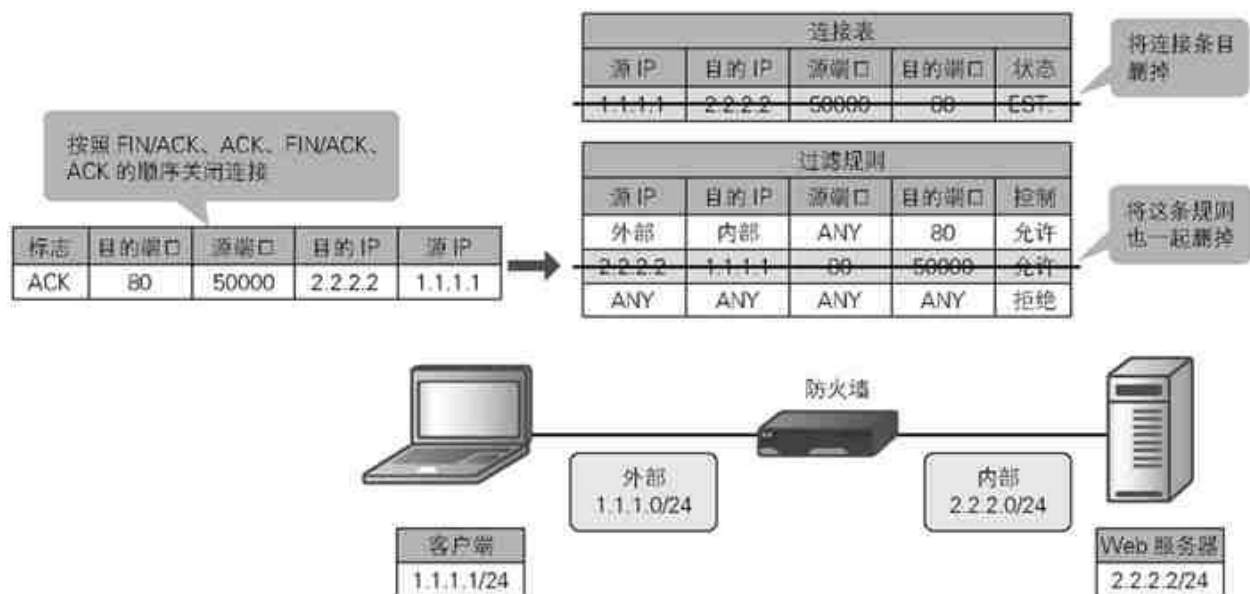 连接表
源 IP 目的 IP 源端口 目的端口 状态
1.1.1.1 2.2.2.2 50000 80 EST.
将连接条目
删掉
按照 FIN/ACK、ACK、FIN/ACK、
ACK 的顺序关闭连接
标志 目的端口 源端口 目的 IP 源 IP
ACK 80 50000 2.2.2.2 1.1.1.1
过滤规则
源 IP 目的 IP 源端口 目的端口 控制
外部 内部 ANY 80 允许
2.2.2.2 1.1.1.1 80 50000 允许
ANY ANY ANY ANY 拒绝
将这条规则
也一起删掉
防火墙
外部
1.1.1.0/24
内部
2.2.2.0/24
客户端
1.1.1.1/24
Web 服务器
2.2.2.2/24